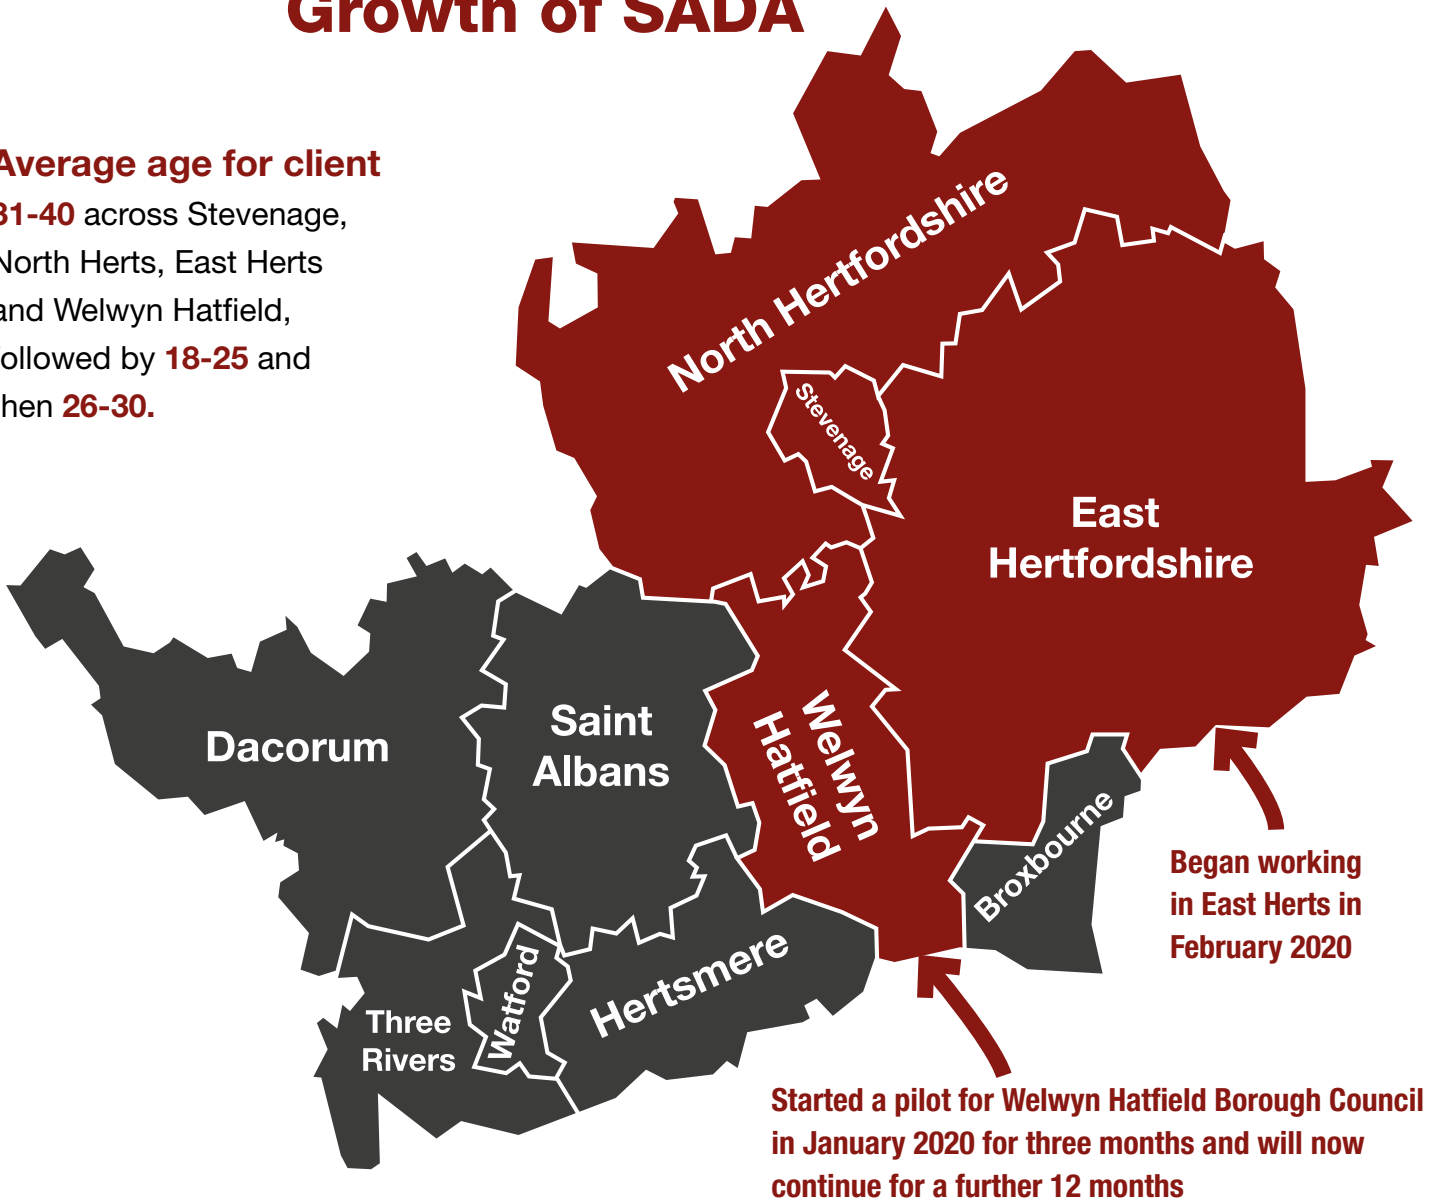 Growth of SADA
Average age for client
31-40 across Stevenage,
North Herts, East Herts
and Welwyn Hatfield,
followed by 18-25 and
then 26-30.
North Hertfordshire
Stevenage
East
Hertfordshire
Dacorum
Saint
Albans
Welwyn
Hatfield
Broxbourne
Hertsmere
Watford
Three
Rivers
Began working
in East Herts in
February 2020
Started a pilot for Welwyn Hatfield Borough Council
in January 2020 for three months and will now
continue for a further 12 months